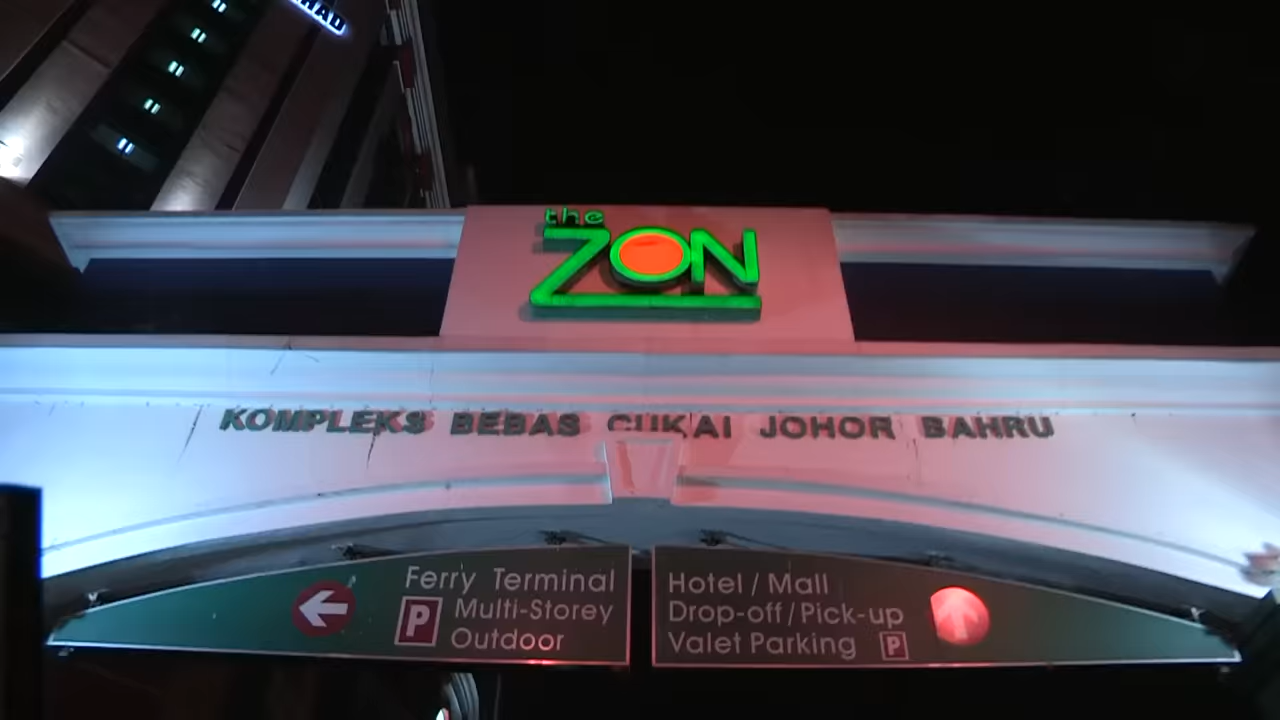 the
ZON
KOMPLEKS BEBAS CUKAI JOHOR BAHRU
Ferry Terminal
P Multi-Storey
Outdoor
Hotel / Mall
Drop-off / Pick-up
Valet Parking P